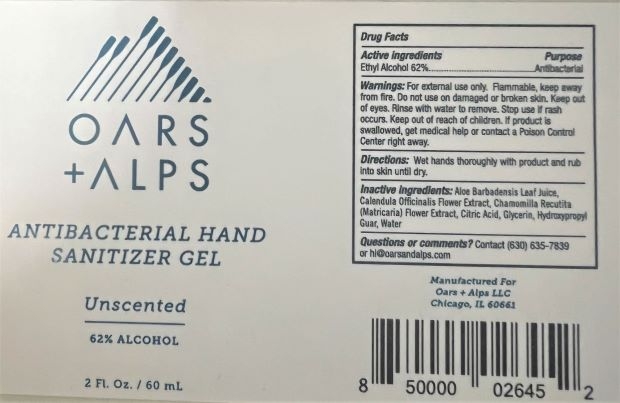 OARS
+ALPS
ANTIBACTERIAL HAND
SANITIZER GEL
Unscented
62% ALCOHOL
2 Fl. Oz. / 60 mL
Drug Facts
Active ingredients Purpose
Ethyl Alcohol 62%..........................Antibacterial
Warnings: For external use only. Flammable, keep away
from fire. Do not use on damaged or broken skin. Keep out
of eyes. Rinse with water to remove. Stop use if rash
occurs. Keep out of reach of children. If product is
swallowed, get medical help or contact a Poison Control
Center right away.
Directions: Wet hands thoroughly with product and rub
into skin until dry.
Inactive ingredients: Aloe Barbadensis Leaf Juice,
Calendula Officinalis Flower Extract, Chamomilla Recutita
(Matricaria) Flower Extract, Citric Acid, Glycerin, Hydroxypropyl
Guar, Water
Questions or comments? Contact (630) 635-7839
or hi@oarsandalps.com
Manufactured For
Oars + Alps LLC
Chicago, IL 60661
8 50000 02645 2